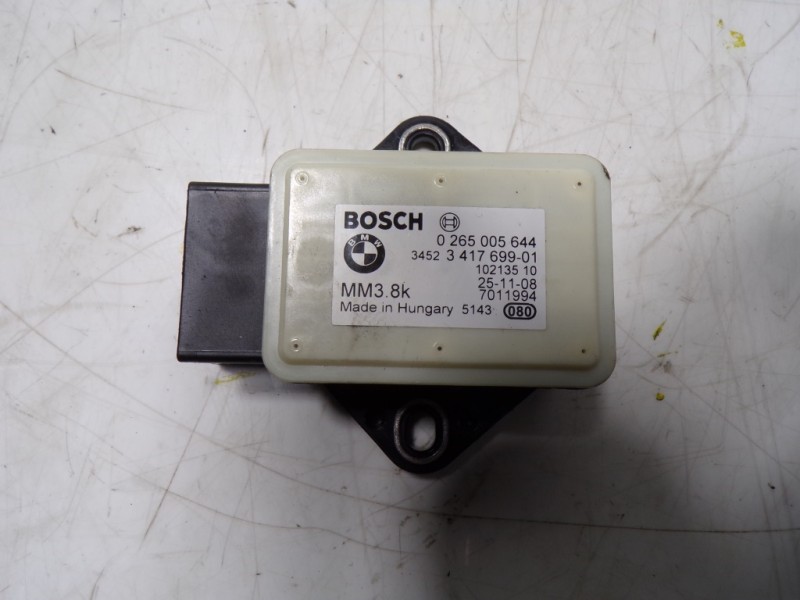 BOSCH
BMW
0 265 005 644
3452 3 417 699-01
102135 10
25-11-08
MM3.8k
7011994
Made in Hungary 5143 080